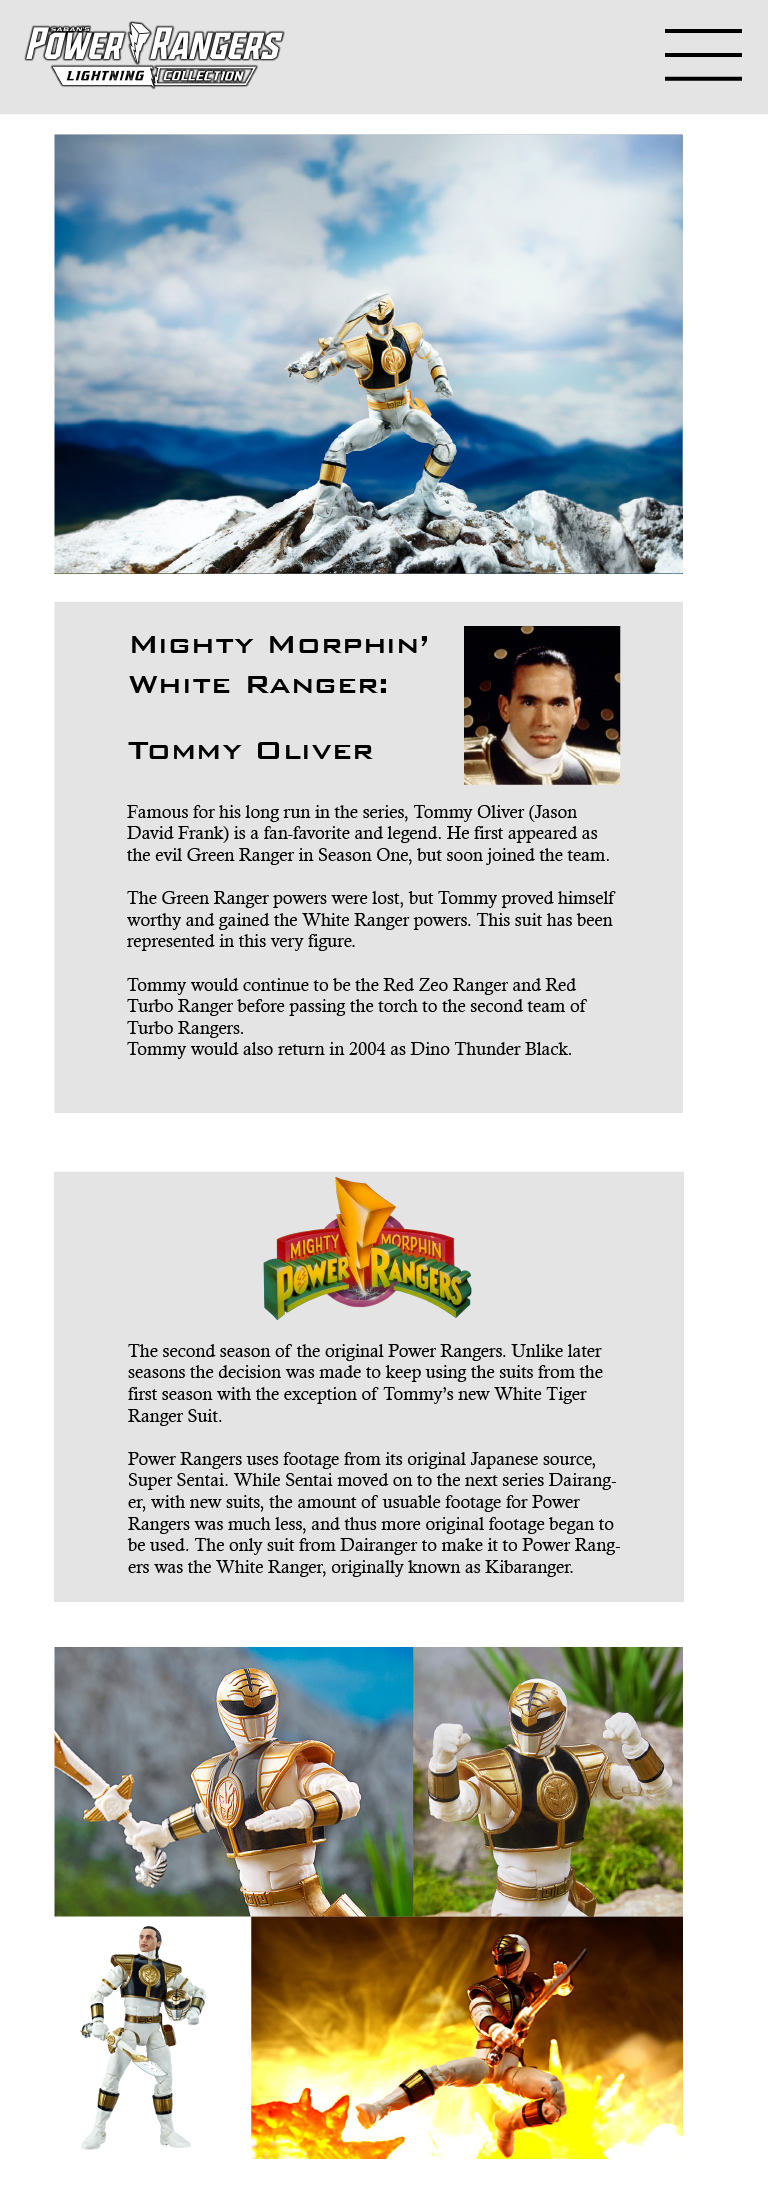 SABAN'S
POWER RANGERS
LIGHTNING COLLECTION
Mighty Morphin’
White Ranger:
Tommy Oliver
Famous for his long run in the series, Tommy Oliver (Jason
David Frank) is a fan-favorite and legend. He first appeared as
the evil Green Ranger in Season One, but soon joined the team.
The Green Ranger powers were lost, but Tommy proved himself
worthy and gained the White Ranger powers. This suit has been
represented in this very figure.
Tommy would continue to be the Red Zeo Ranger and Red
Turbo Ranger before passing the torch to the second team of
Turbo Rangers.
Tommy would also return in 2004 as Dino Thunder Black.
MIGHTY MORPHIN
POWER RANGERS
The second season of the original Power Rangers. Unlike later
seasons the decision was made to keep using the suits from the
first season with the exception of Tommy’s new White Tiger
Ranger Suit.
Power Rangers uses footage from its original Japanese source,
Super Sentai. While Sentai moved on to the next series Dairang-
er, with new suits, the amount of usuable footage for Power
Rangers was much less, and thus more original footage began to
be used. The only suit from Dairanger to make it to Power Rang-
ers was the White Ranger, originally known as Kibaranger.